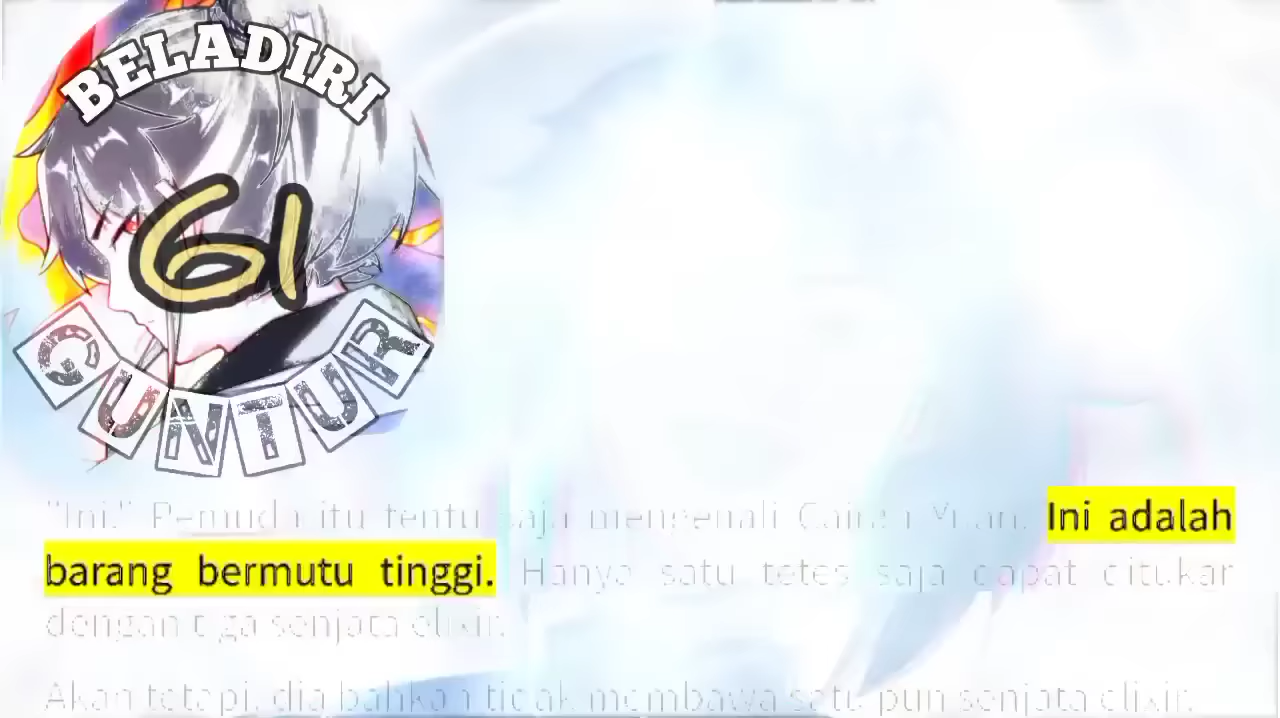 BELADIRI
61
GUNTUR
"Ini." Pemuda itu tentu saja mengenali Cairan Yuan. Ini adalah
barang bermutu tinggi. Hanya satu tetes saja dapat ditukar
dengan tiga senjata elixir.
Akan tetapi, dia bahkan tidak membawa satu pun senjata elixir.